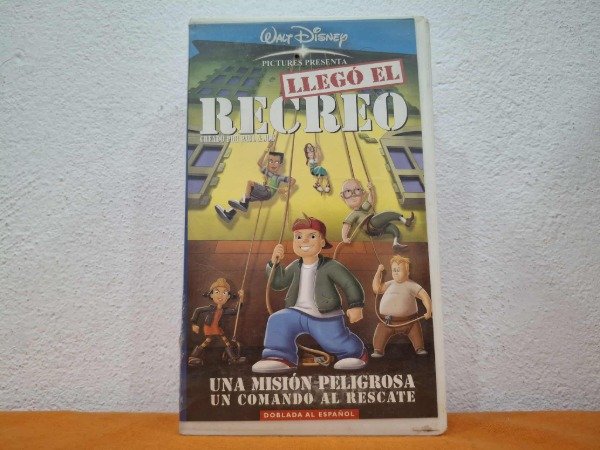 WALT DISNEY
PICTURES PRESENTA
LLEGÓ EL
RECREO
UNA MISIÓN PELIGROSA
UN COMANDO AL RESCATE
DOBLADA AL ESPAÑOL